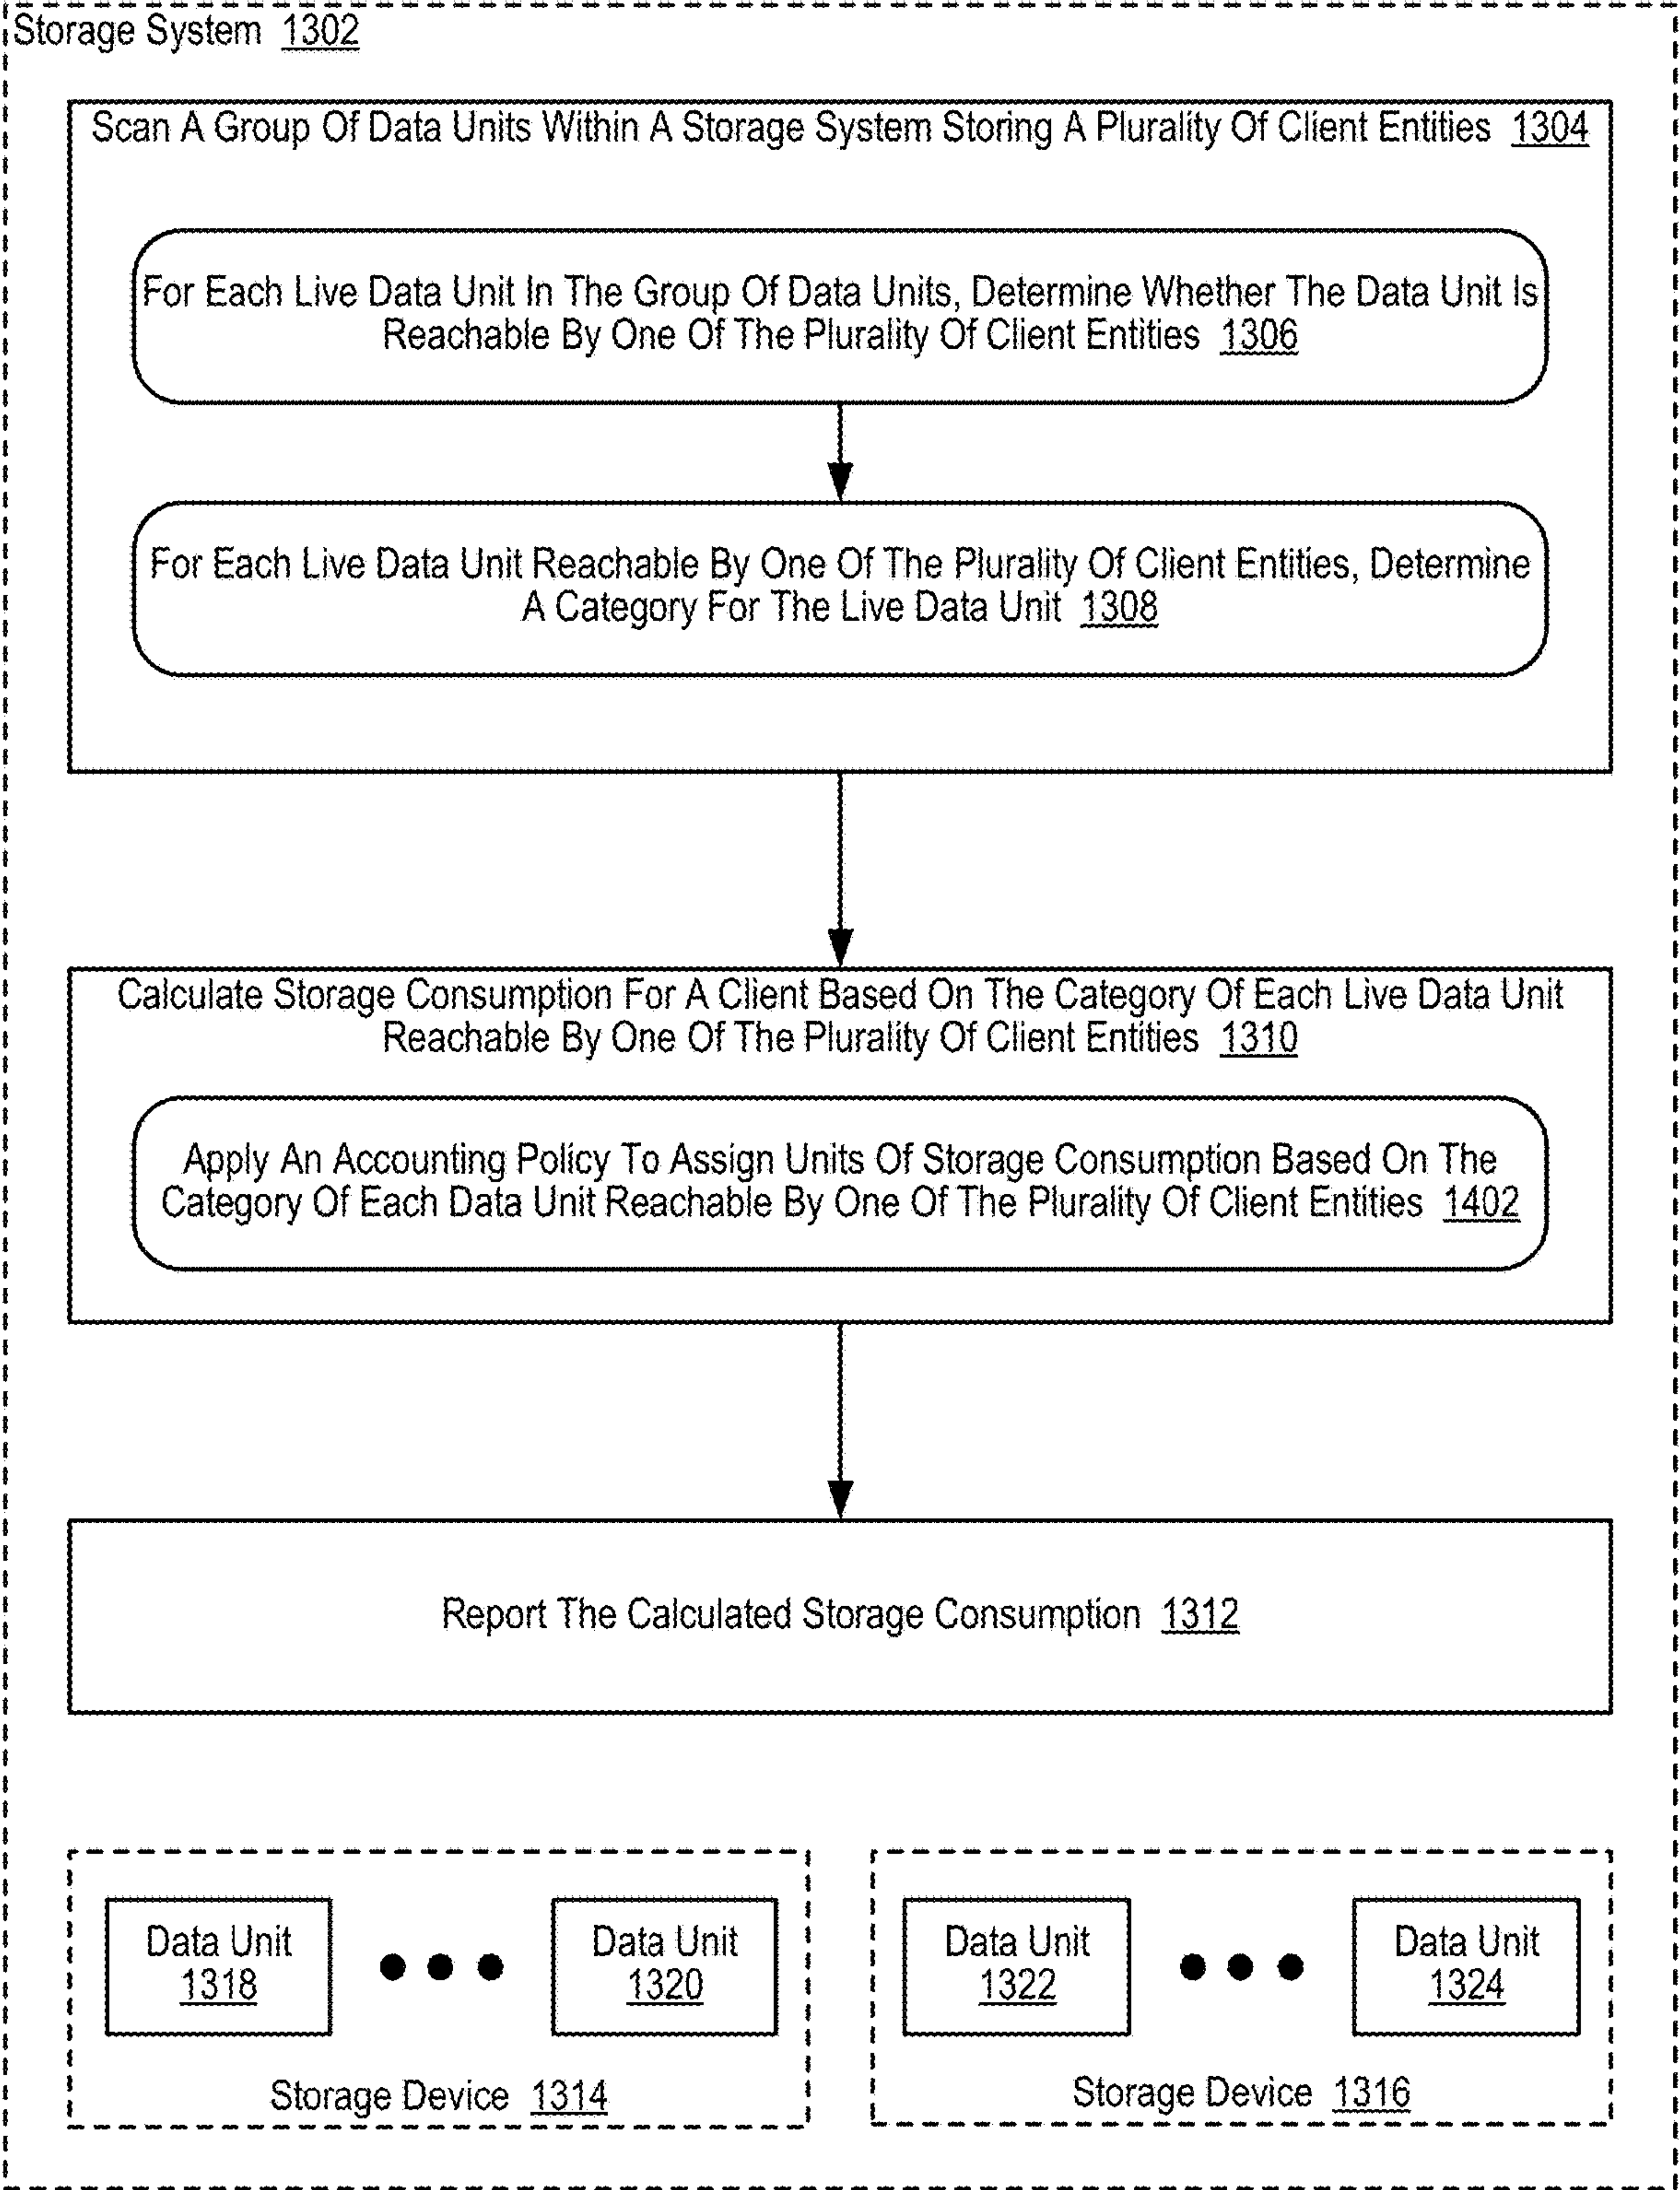 Storage System 1302
Scan A Group Of Data Units Within A Storage System Storing A Plurality Of Client Entities 1304
For Each Live Data Unit In The Group Of Data Units, Determine Whether The Data Unit Is
Reachable By One Of The Plurality Of Client Entities 1306
For Each Live Data Unit Reachable By One Of The Plurality Of Client Entities, Determine
A Category For The Live Data Unit 1308
Calculate Storage Consumption For A Client Based On The Category Of Each Live Data Unit
Reachable By One Of The Plurality Of Client Entities 1310
Apply An Accounting Policy To Assign Units Of Storage Consumption Based On The
Category Of Each Data Unit Reachable By One Of The Plurality Of Client Entities 1402
Report The Calculated Storage Consumption 1312
Data Unit
1318
Data Unit
1320
Storage Device 1314
Data Unit
1322
Data Unit
1324
Storage Device 1316